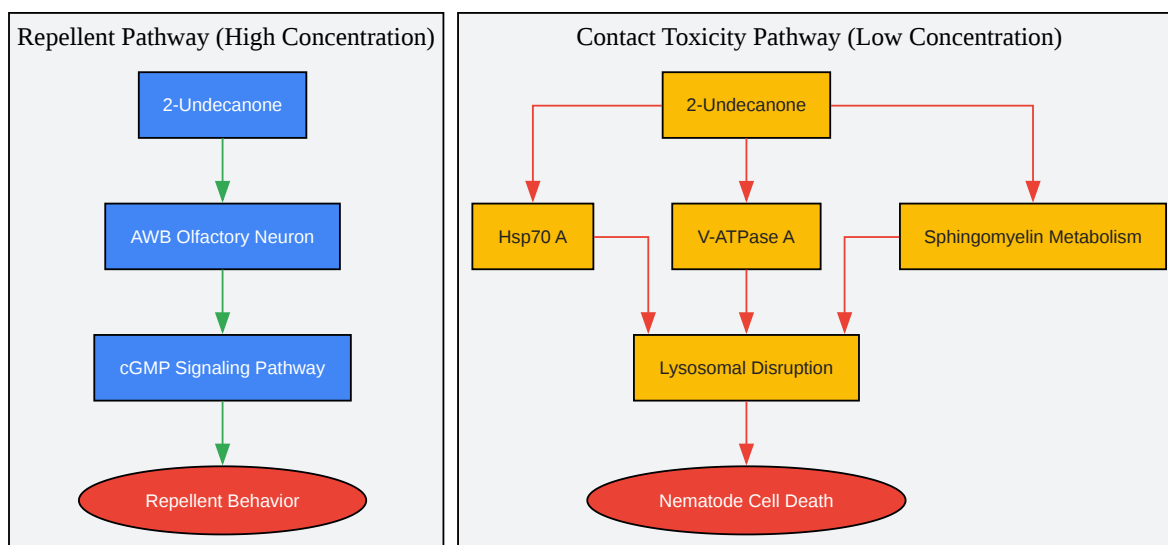 Repellent Pathway (High Concentration)
2-Undecanone
AWB Olfactory Neuron
cGMP Signaling Pathway
Repellent Behavior
Contact Toxicity Pathway (Low Concentration)
2-Undecanone
Hsp70 A
V-ATPase A
Sphingomyelin Metabolism
Lysosomal Disruption
Nematode Cell Death